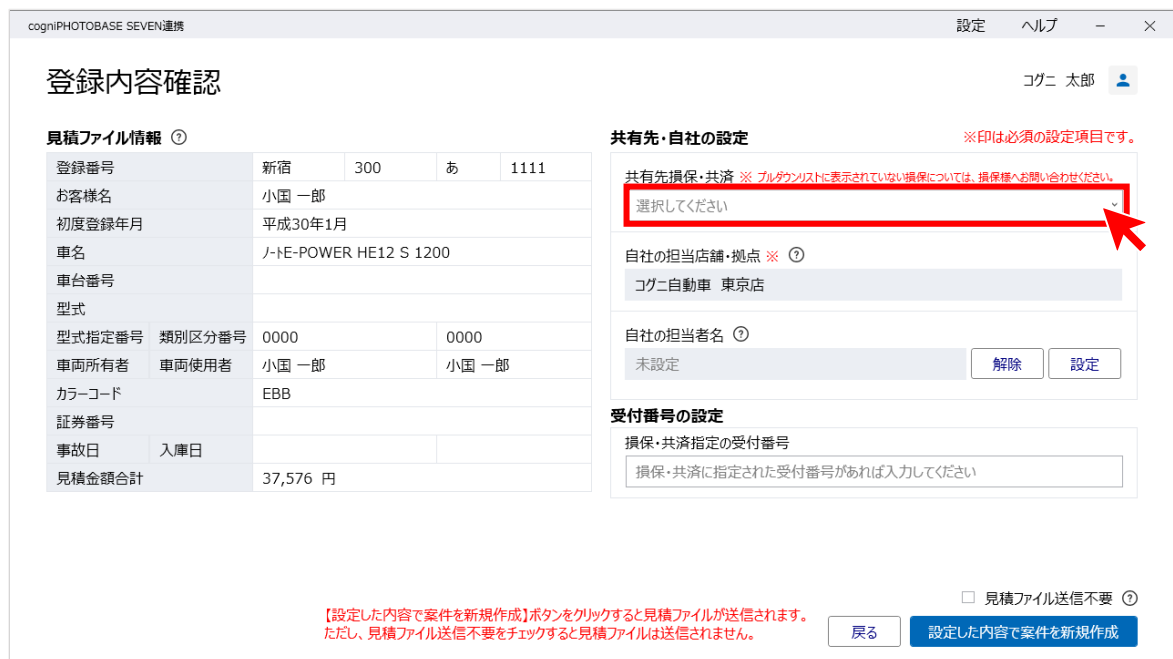 cogniPHOTOBASE SEVEN連携 設定 ヘルプ
登録内容確認
コグニ 太郎
見積ファイル情報
登録番号 新宿 300 あ 1111
お客様名 小国 一郎
初度登録年月 平成30年1月
車名 ノートE-POWER HE12 S 1200
車台番号
型式
型式指定番号 類別区分番号 0000 0000
車両所有者 車両使用者 小国 一郎 小国 一郎
カラーコード EBB
証券番号
事故日 入庫日
見積金額合計 37,576 円
共有先・自社の設定 ※印は必須の設定項目です。
共有先損保・共済 ※ プルダウンリストに表示されていない損保については、損保様へお問い合わせください。
選択してください
自社の担当店舗・拠点 ※
コグニ自動車 東京店
自社の担当者名
未設定 解除 設定
受付番号の設定
損保・共済指定の受付番号
損保・共済に指定された受付番号があれば入力してください
見積ファイル送信不要
【設定した内容で案件を新規作成】ボタンをクリックすると見積ファイルが送信されます。
ただし、見積ファイル送信不要をチェックすると見積ファイルは送信されません。
戻る 設定した内容で案件を新規作成